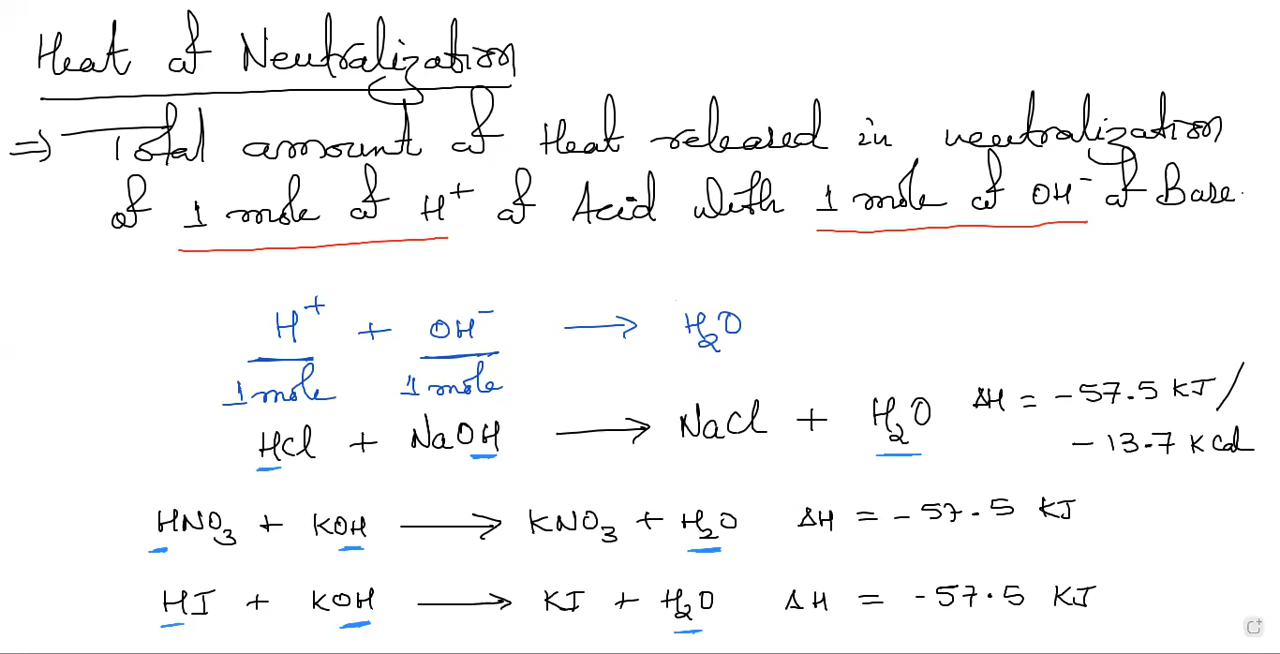 Heat of Neutralization
⇒ Total amount of Heat released in neutralization
of 1 mole of H⁺ of Acid with 1 mole of OH⁻ of Base.
H⁺ + OH⁻ → H₂O
1 mole 1 mole
HCl + NaOH → NaCl + H₂O ΔH = -57.5 KJ/
-13.7 KCal
HNO₃ + KOH → KNO₃ + H₂O ΔH = -57.5 KJ
HI + KOH → KI + H₂O ΔH = -57.5 KJ